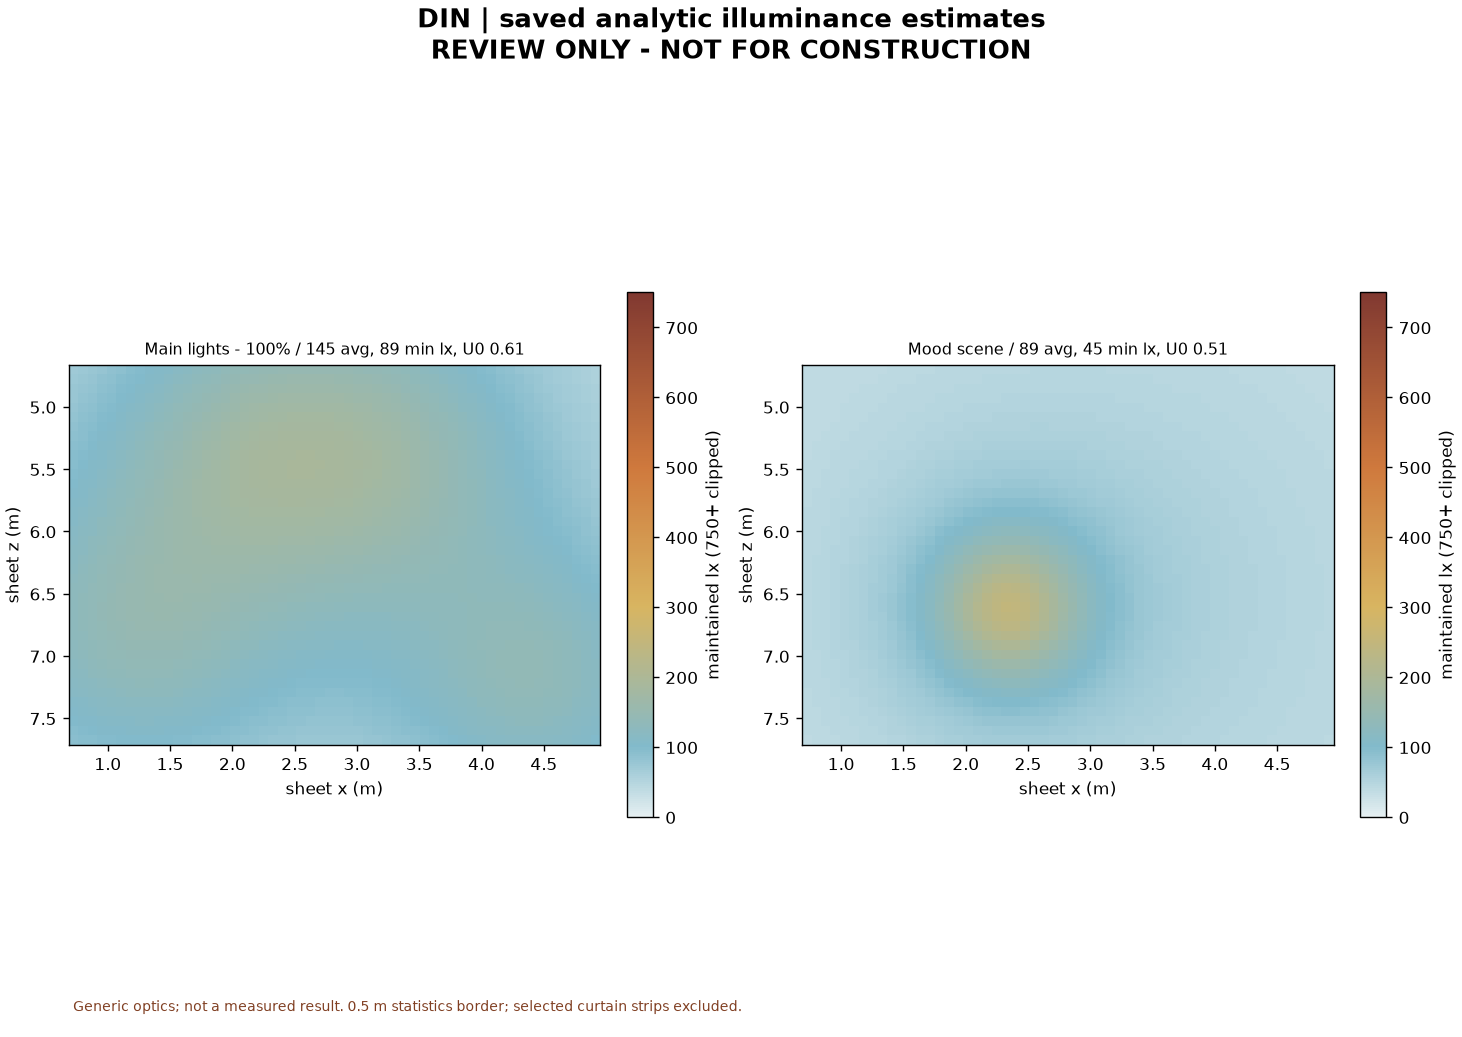 DIN | saved analytic illuminance estimates
REVIEW ONLY - NOT FOR CONSTRUCTION
Main lights - 100% / 145 avg, 89 min lx, U0 0.61
5.0
5.5
6.0
6.5
7.0
7.5
sheet z (m)
1.0 1.5 2.0 2.5 3.0 3.5 4.0 4.5
sheet x (m)
700
600
500
400
300
200
100
0
maintained lx (750+ clipped)
Mood scene / 89 avg, 45 min lx, U0 0.51
5.0
5.5
6.0
6.5
7.0
7.5
sheet z (m)
1.0 1.5 2.0 2.5 3.0 3.5 4.0 4.5
sheet x (m)
700
600
500
400
300
200
100
0
maintained lx (750+ clipped)
Generic optics; not a measured result. 0.5 m statistics border; selected curtain strips excluded.